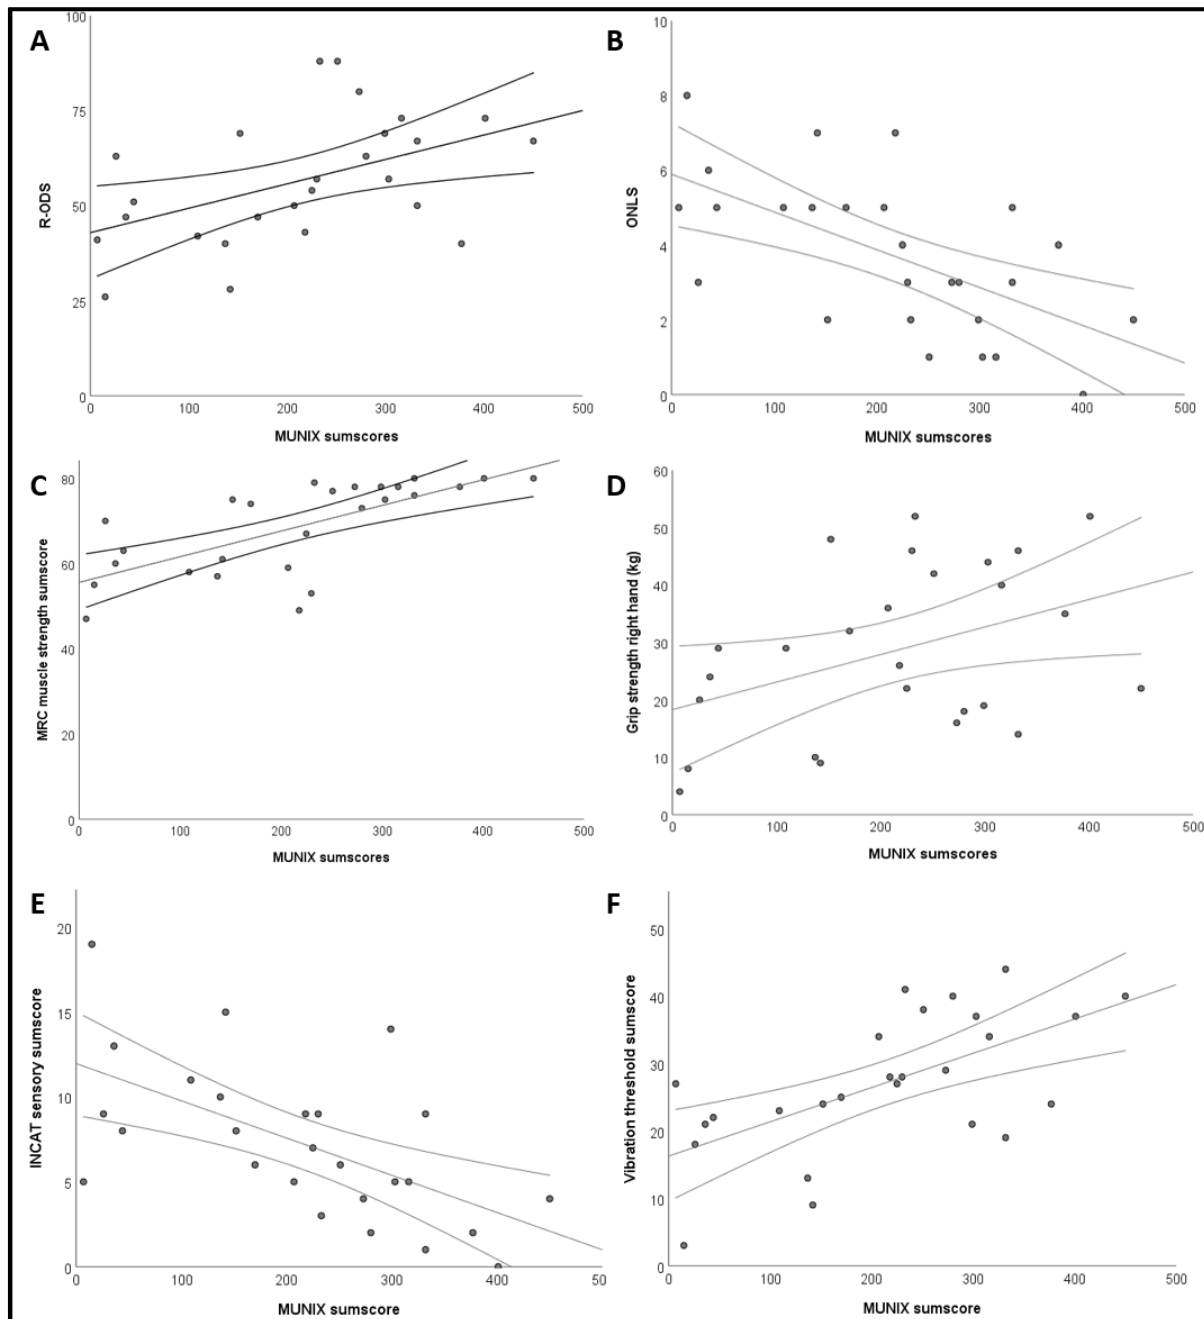 A
R-ODS
100
75
50
25
0
0 100 200 300 400 500
MUNIX sumscores
B
ONLS
10
8
6
4
2
0
0 100 200 300 400 500
MUNIX sumscores
C
MRC muscle strength sumscore
80
60
40
20
0
0 100 200 300 400 500
MUNIX sumscores
D
Grip strength right hand (kg)
60
50
40
30
20
10
0
0 100 200 300 400 500
MUNIX sumscores
E
INCAT sensory sumscore
20
15
10
5
0
0 100 200 300 400 500
MUNIX sumscore
F
Vibration threshold sumscore
50
40
30
20
10
0
0 100 200 300 400 500
MUNIX sumscore